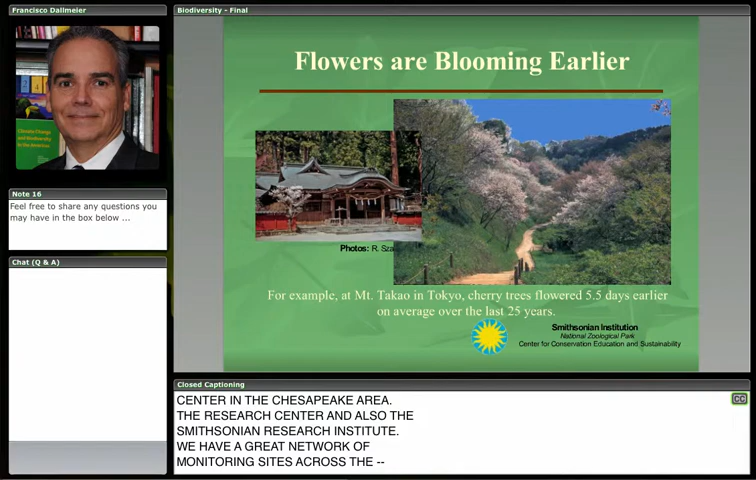 Francisco Dallmeier
Biodiversity - Final
Flowers are Blooming Earlier
Photos: R. Sza
For example, at Mt. Takao in Tokyo, cherry trees flowered 5.5 days earlier
on average over the last 25 years.
Smithsonian Institution
National Zoological Park
Center for Conservation Education and Sustainability
Note 16
Feel free to share any questions you
may have in the box below ...
Chat (Q & A)
Closed Captioning
CC
CENTER IN THE CHESAPEAKE AREA.
THE RESEARCH CENTER AND ALSO THE
SMITHSONIAN RESEARCH INSTITUTE.
WE HAVE A GREAT NETWORK OF
MONITORING SITES ACROSS THE --